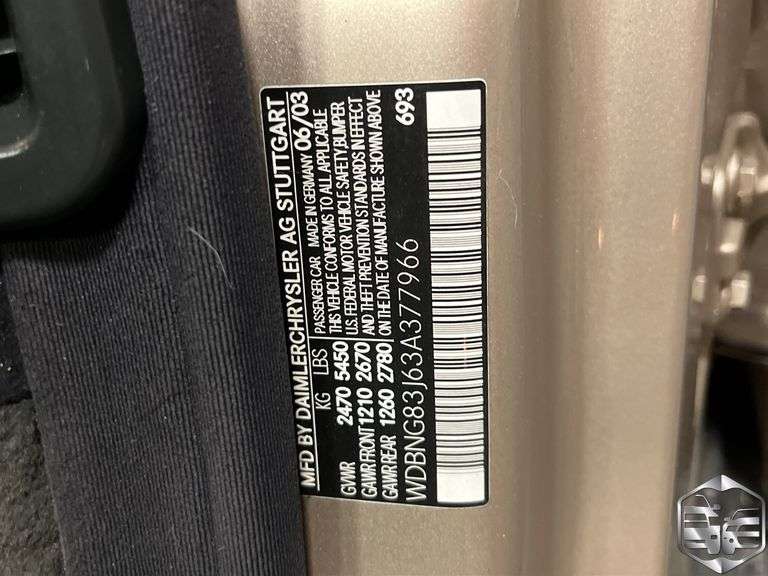 MFD BY DAIMLERCHRYSLER AG STUTTGART
KG LBS
GVWR 2470 5450
GAWR FRONT 1210 2670
GAWR REAR 1260 2780
PASSENGER CAR MADE IN GERMANY 06/03
THIS VEHICLE CONFORMS TO ALL APPLICABLE
U.S. FEDERAL MOTOR VEHICLE SAFETY,BUMPER
AND THEFT PREVENTION STANDARDS IN EFFECT
ON THE DATE OF MANUFACTURE SHOWN ABOVE
WDBNG83J63A377966 693